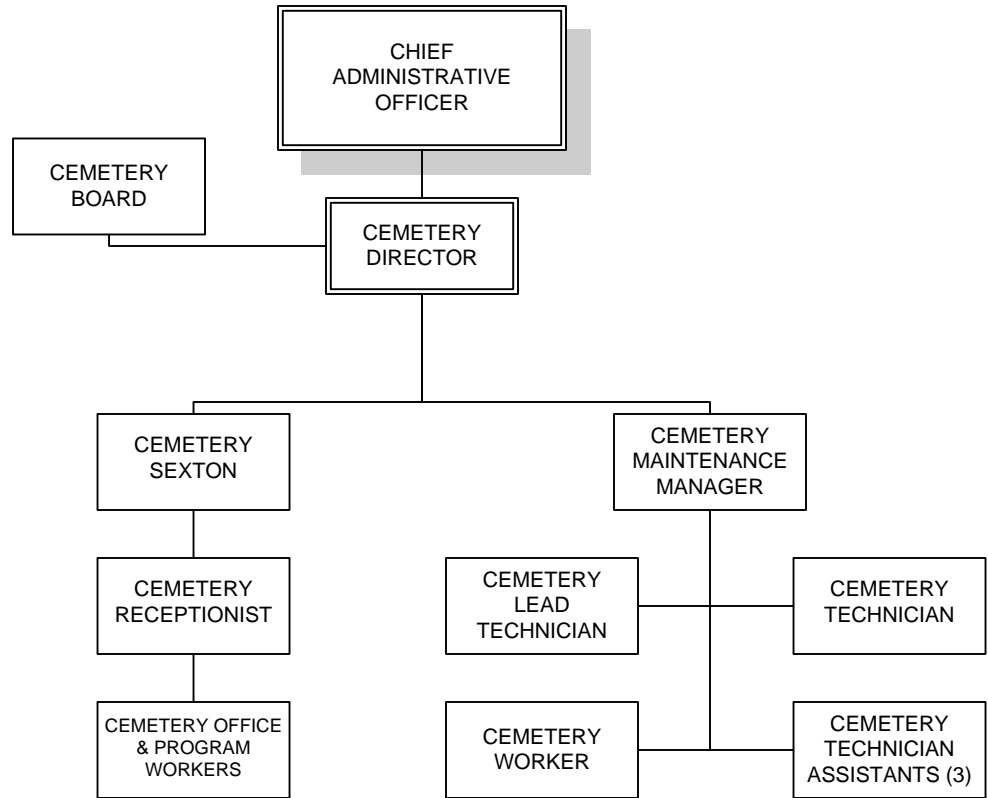 CHIEF
ADMINISTRATIVE
OFFICER
CEMETERY
BOARD
CEMETERY
DIRECTOR
CEMETERY
SEXTON
CEMETERY
MAINTENANCE
MANAGER
CEMETERY
RECEPTIONIST
CEMETERY
LEAD
TECHNICIAN
CEMETERY
TECHNICIAN
CEMETERY OFFICE
& PROGRAM
WORKERS
CEMETERY
WORKER
CEMETERY
TECHNICIAN
ASSISTANTS (3)